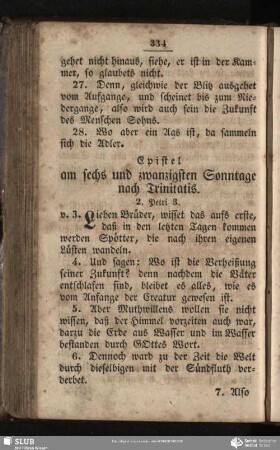 334
gehet nicht hinaus, siehe, er ist in der Kam-
mer, so glaubets nicht.
27. Denn, gleichwie der Blitz ausgehet
vom Aufgange, und scheinet bis zum Nie-
dergange, also wird auch sein die Zukunft
des Menschen Sohns.
28. Wo aber ein Aas ist, da sammeln
sich die Adler.
Epistel
am sechs und zwanzigsten Sonntage
nach Trinitatis.
2. Petri 3.
v. 3. Lieben Brüder, wisset das aufs erste,
daß in den letzten Tagen kommen
werden Spötter, die nach ihren eigenen
Lüsten wandeln.
4. Und sagen: Wo ist die Verheißung
seiner Zukunft? denn nachdem die Väter
entschlafen sind, bleibet es alles, wie es
vom Anfange der Creatur gewesen ist.
5. Aber Muthwillens wollen sie nicht
wissen, daß der Himmel vorzeiten auch war,
darzu die Erde aus Wasser und im Wasser
bestanden durch GOttes Wort.
6. Dennoch ward zu der Zeit die Welt
durch dieselbigen mit der Sündfluth ver-
derbet.
7. Also
SLUB